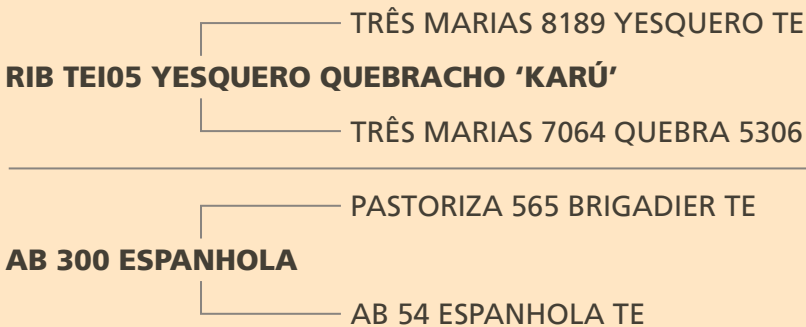 TRÊS MARIAS 8189 YESQUERO TE
RIB TEI05 YESQUERO QUEBRACHO ‘KARÚ’
TRÊS MARIAS 7064 QUEBRA 5306
PASTORIZA 565 BRIGADIER TE
AB 300 ESPANHOLA
AB 54 ESPANHOLA TE